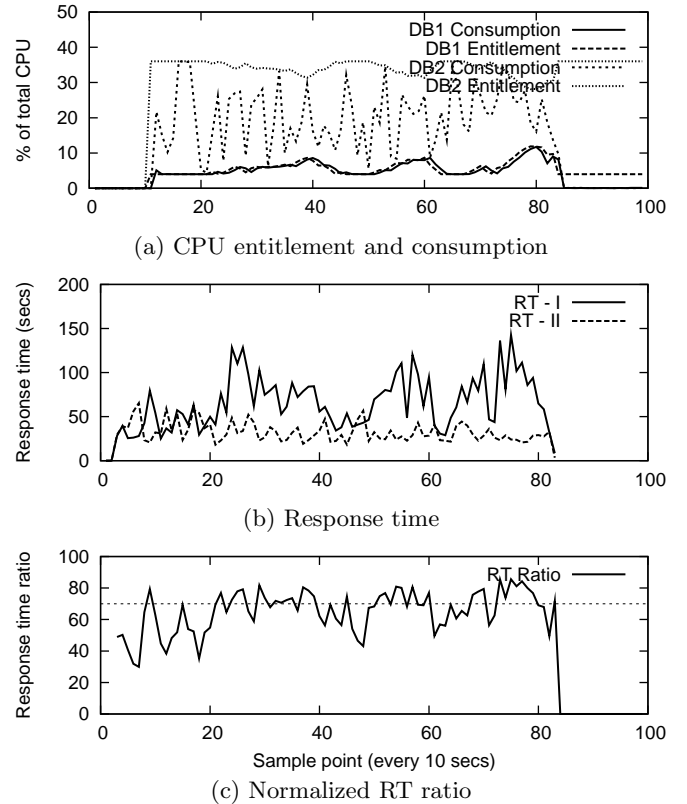 50
40
30
20
10
0
% of total CPU
DB1 Consumption
DB1 Entitlement
DB2 Consumption
DB2 Entitlement
0 20 40 60 80 100
(a) CPU entitlement and consumption
200
150
100
50
0
Response time (secs)
RT - I
RT - II
0 20 40 60 80 100
(b) Response time
100
80
60
40
20
0
Response time ratio
RT Ratio
0 20 40 60 80 100
Sample point (every 10 secs)
(c) Normalized RT ratio